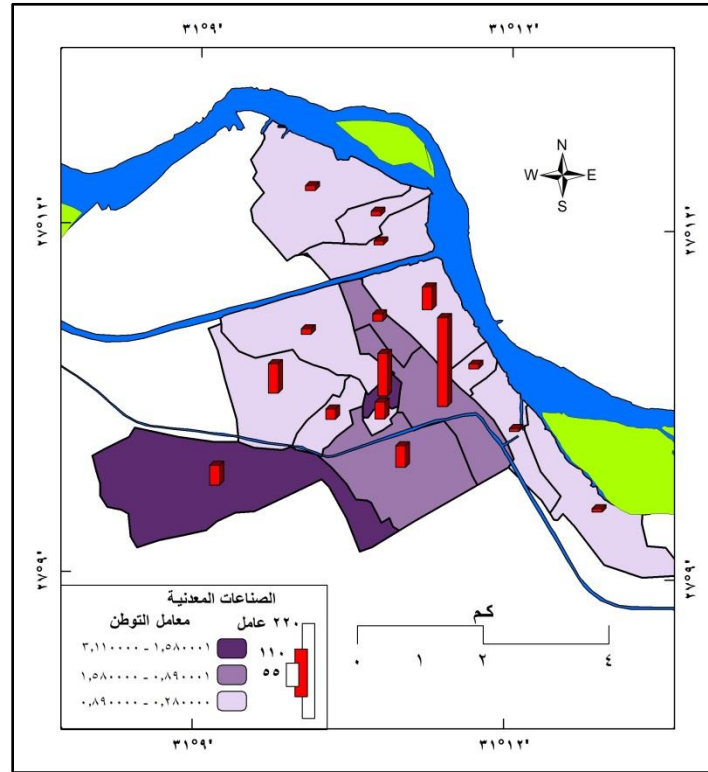 ٣١°٩' ٣١°١٢'
N
W E
S
٢٧°١٢' ٢٧°١٢'
٢٧°٩' ٢٧°٩'
الصناعات المعدنية
معامل التوطن
٢٢٠ عامل
١١٠
٥٥
١,٥٨٠٠٠١ - ٣,١١٠٠٠٠
٠,٨٩٠٠٠١ - ١,٥٨٠٠٠٠
٠,٢٨٠٠٠٠ - ٠,٨٩٠٠٠٠
كم
٠ ١ ٢ ٤
٣١°٩' ٣١°١٢'